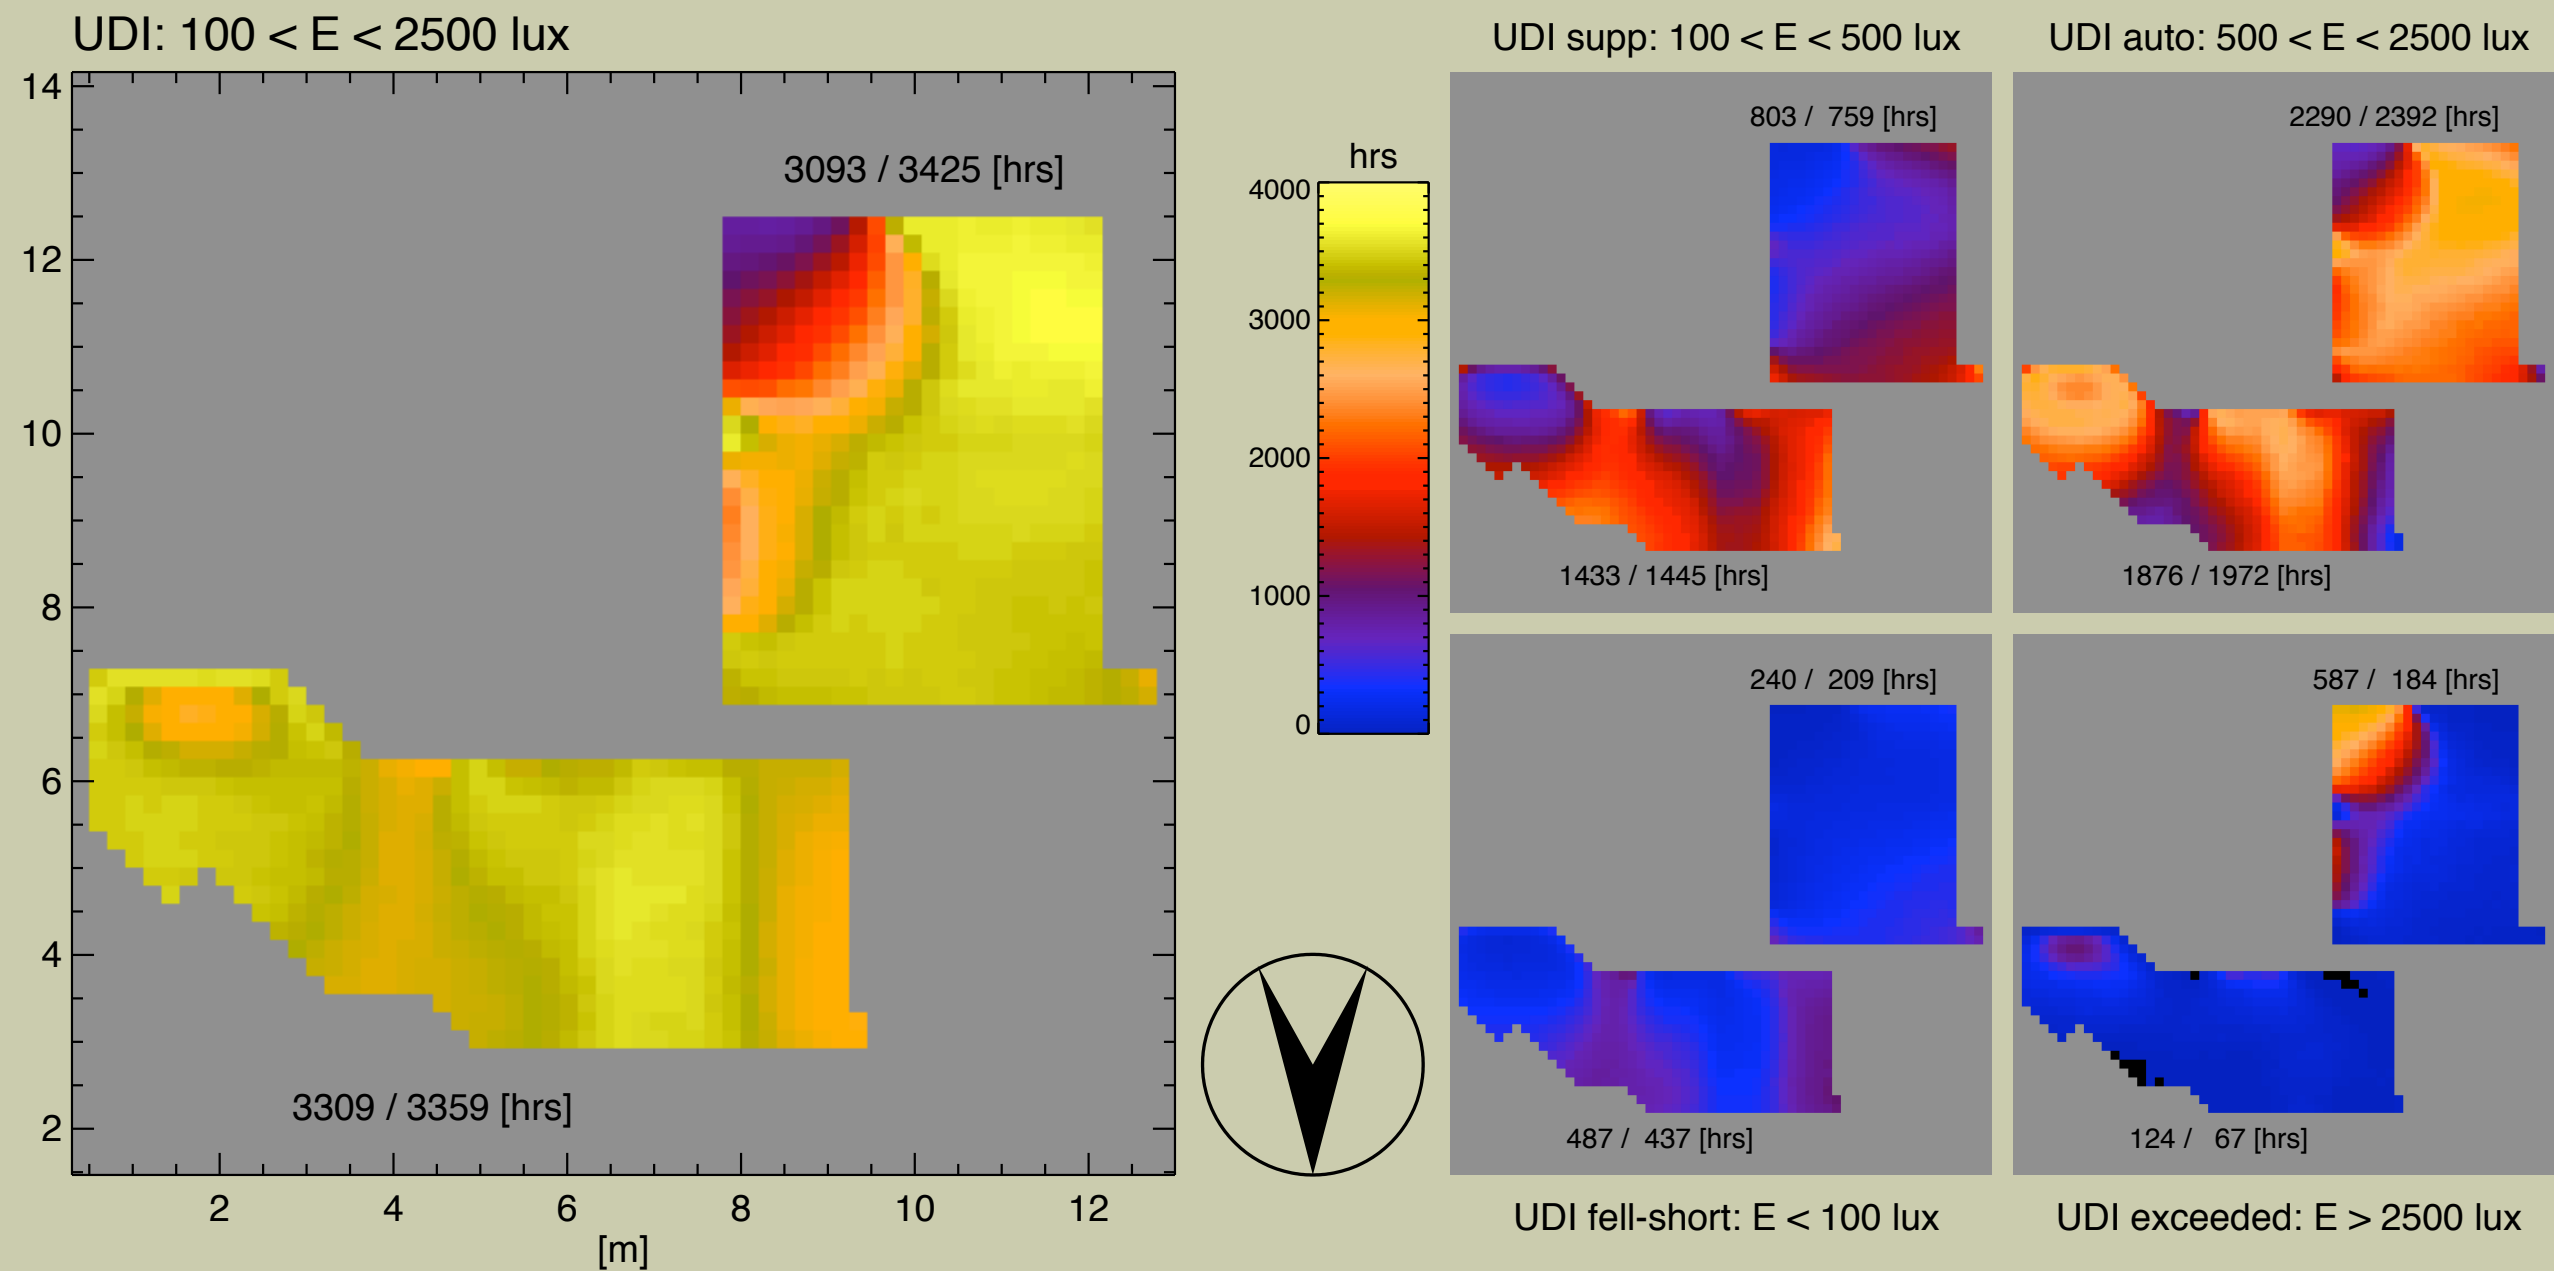 UDI: 100 < E < 2500 lux
14
12
10
8
6
4
2
3093 / 3425 [hrs]
3309 / 3359 [hrs]
2 4 6 8 10 12
[m]
hrs
4000
3000
2000
1000
0
UDI supp: 100 < E < 500 lux
803 / 759 [hrs]
1433 / 1445 [hrs]
UDI auto: 500 < E < 2500 lux
2290 / 2392 [hrs]
1876 / 1972 [hrs]
240 / 209 [hrs]
487 / 437 [hrs]
UDI fell-short: E < 100 lux
587 / 184 [hrs]
124 / 67 [hrs]
UDI exceeded: E > 2500 lux